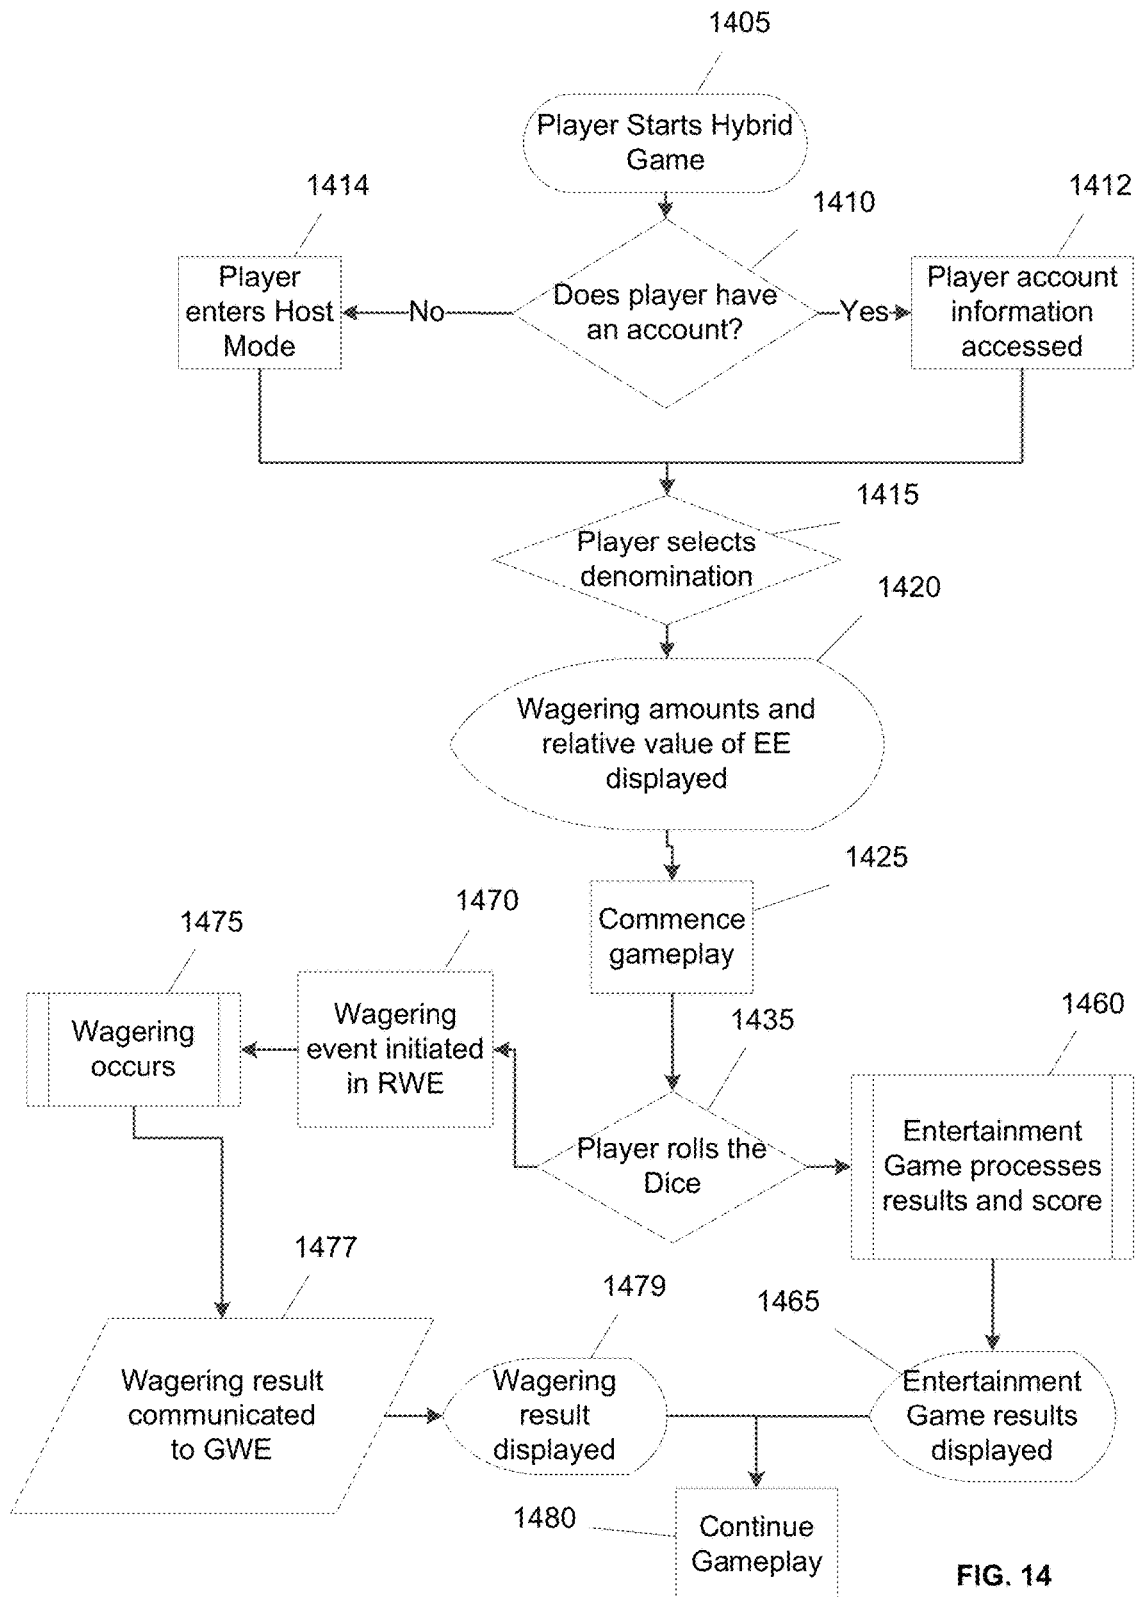 1405
Player Starts Hybrid
Game
1414
1410
1412
Player
enters Host
Mode
No
Does player have
an account?
Yes
Player account
information
accessed
1415
Player selects
denomination
1420
Wagering amounts and
relative value of EE
displayed
1425
Commence
gameplay
1475
1470
1435
1460
Wagering
occurs
Wagering
event initiated
in RWE
Player rolls the
Dice
Entertainment
Game processes
results and score
1477
1479
1465
Wagering result
communicated
to GWE
Wagering
result
displayed
Entertainment
Game results
displayed
1480
Continue
Gameplay
FIG. 14